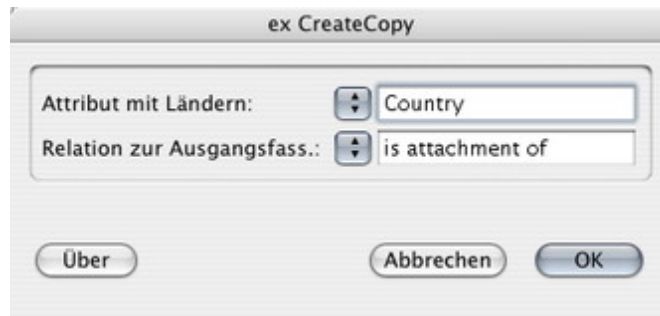 ex CreateCopy
Attribut mit Ländern: Country
Relation zur Ausgangsfass.: is attachment of
Über Abbrechen OK